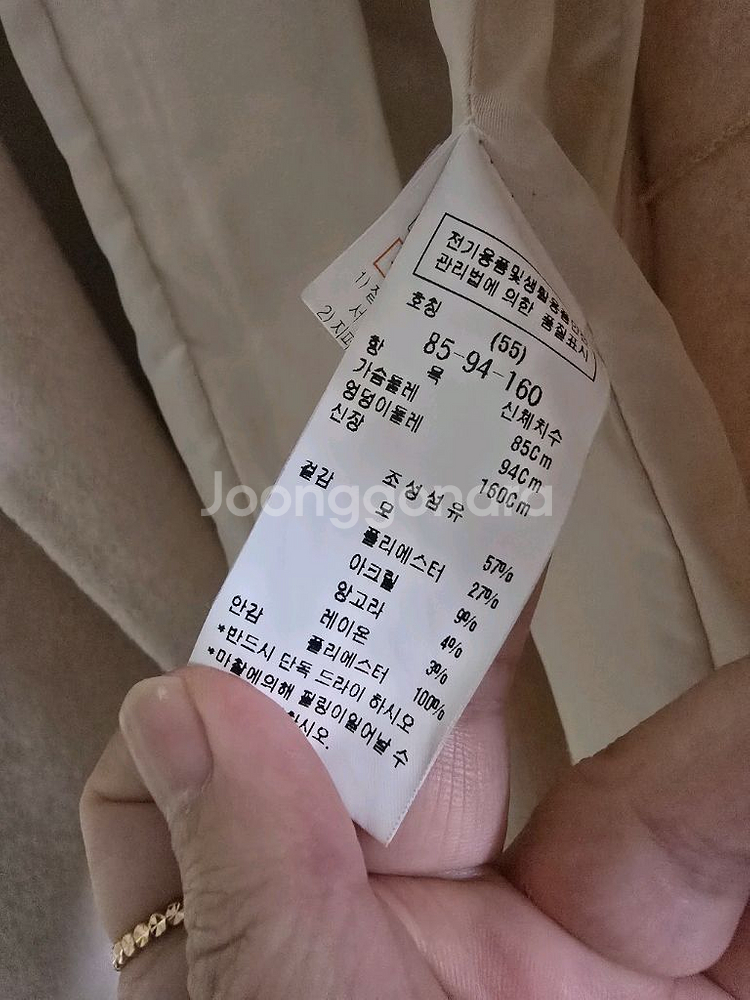 전기용품및생활용품안전
관리법에 의한 품질표시
호칭 (55)
85-94-160
항 목 신체치수
가슴둘레 85Cm
엉덩이둘레 94Cm
신장 160Cm
겉감 조성섬유
모 57%
폴리에스터 27%
아크릴 9%
앙고라 4%
레이온 3%
안감 폴리에스터 100%
*반드시 단독 드라이 하시오
*마찰에의해 필링이일어날 수
하시오.
1)
서
2)지퍼
Joonggonara